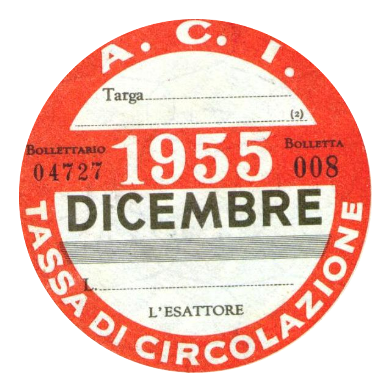 A. C. I.
Targa
(2)
BOLLETTARIO 1955 BOLLETTA
04727 008
DICEMBRE
L.
L'ESATTORE
TASSA DI CIRCOLAZIONE